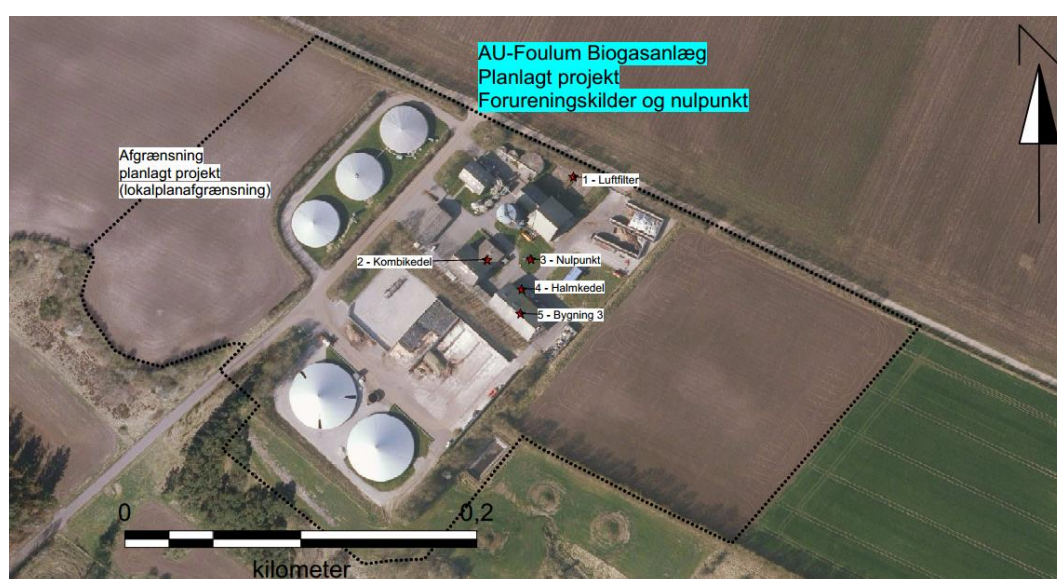 AU-Foulum Biogasanlæg
Planlagt projekt
Forureningskilder og nulpunkt
Afgrænsning
planlagt projekt
(lokalplanafgrænsning)
1 - Luftfilter
2 - Kombikedel
3 - Nulpunkt
4 - Halmkedel
5 - Bygning 3
0
0,2
kilometer